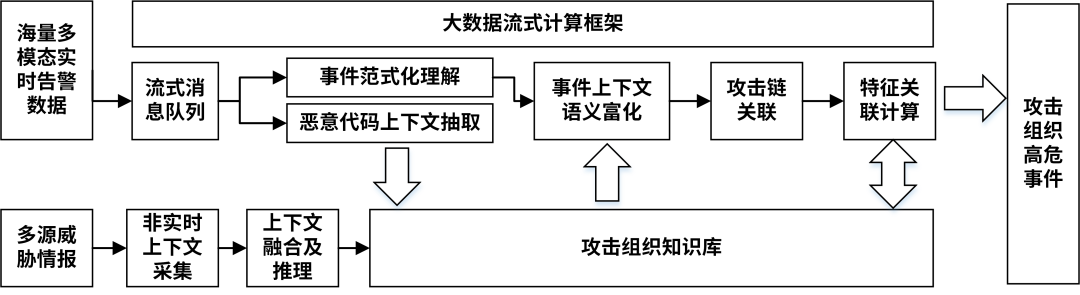 海量多
模态实
时告警
数据
大数据流式计算框架
流式消
息队列
事件范式化理解
恶意代码上下文抽取
事件上下文
语义富化
攻击链
关联
特征关
联计算
攻击
组织
高危
事件
多源威
胁情报
非实时
上下文
采集
上下文
融合及
推理
攻击组织知识库